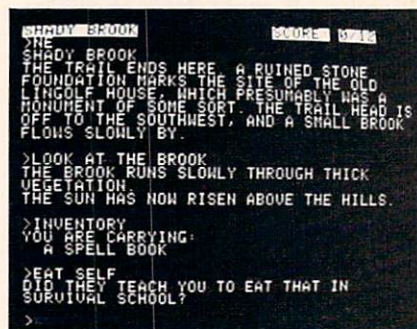 SHADY BROOK SCORE: 0/12
>NE
SHADY BROOK
THE TRAIL ENDS HERE. A RUINED STONE
FOUNDATION MARKS THE SITE OF THE OLD
LINGOLF HOUSE, WHICH PRESUMABLY WAS A
MONUMENT OF SOME SORT. THE TRAIL HEAD IS
OFF TO THE SOUTHWEST, AND A SMALL BROOK
FLOWS SLOWLY BY.
>LOOK AT THE BROOK
THE BROOK RUNS SLOWLY THROUGH THICK
VEGETATION.
THE SUN HAS NOW RISEN ABOVE THE HILLS.
>INVENTORY
YOU ARE CARRYING:
A SPELL BOOK
>EAT SELF
DID THEY TEACH YOU TO EAT THAT IN
SURVIVAL SCHOOL?
>